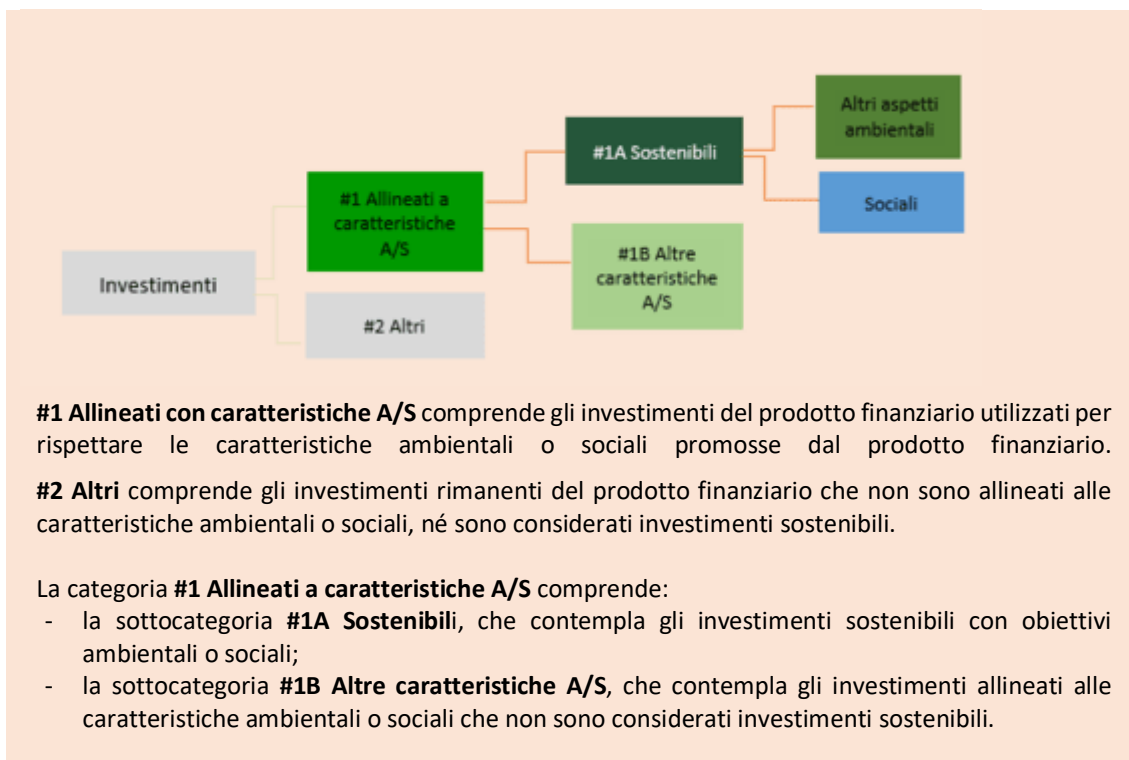 Altri aspetti
ambientali
#1A Sostenibili
#1 Allineati a
caratteristiche
A/S
Sociali
#1B Altre
caratteristiche
A/S
Investimenti
#2 Altri
#1 Allineati con caratteristiche A/S comprende gli investimenti del prodotto finanziario utilizzati per
rispettare le caratteristiche ambientali o sociali promosse dal prodotto finanziario.
#2 Altri comprende gli investimenti rimanenti del prodotto finanziario che non sono allineati alle
caratteristiche ambientali o sociali, né sono considerati investimenti sostenibili.
La categoria #1 Allineati a caratteristiche A/S comprende:
- la sottocategoria #1A Sostenibili, che contempla gli investimenti sostenibili con obiettivi
ambientali o sociali;
- la sottocategoria #1B Altre caratteristiche A/S, che contempla gli investimenti allineati alle
caratteristiche ambientali o sociali che non sono considerati investimenti sostenibili.